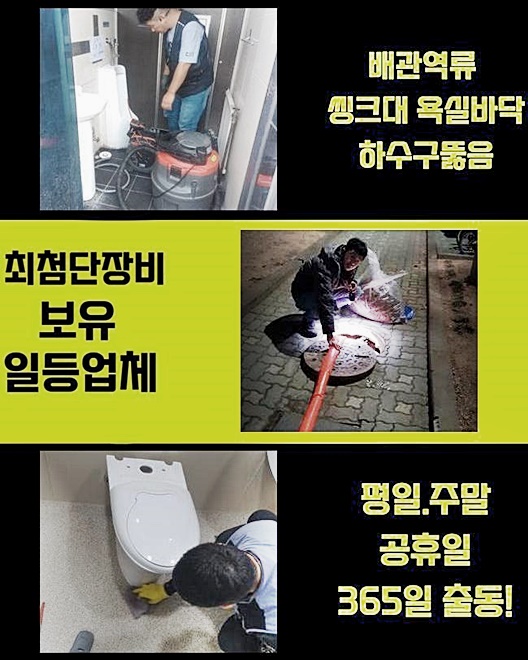 배관역류
씽크대 욕실바닥
하수구뚫음
최첨단장비
보유
일등업체
평일.주말
공휴일
365일 출동!